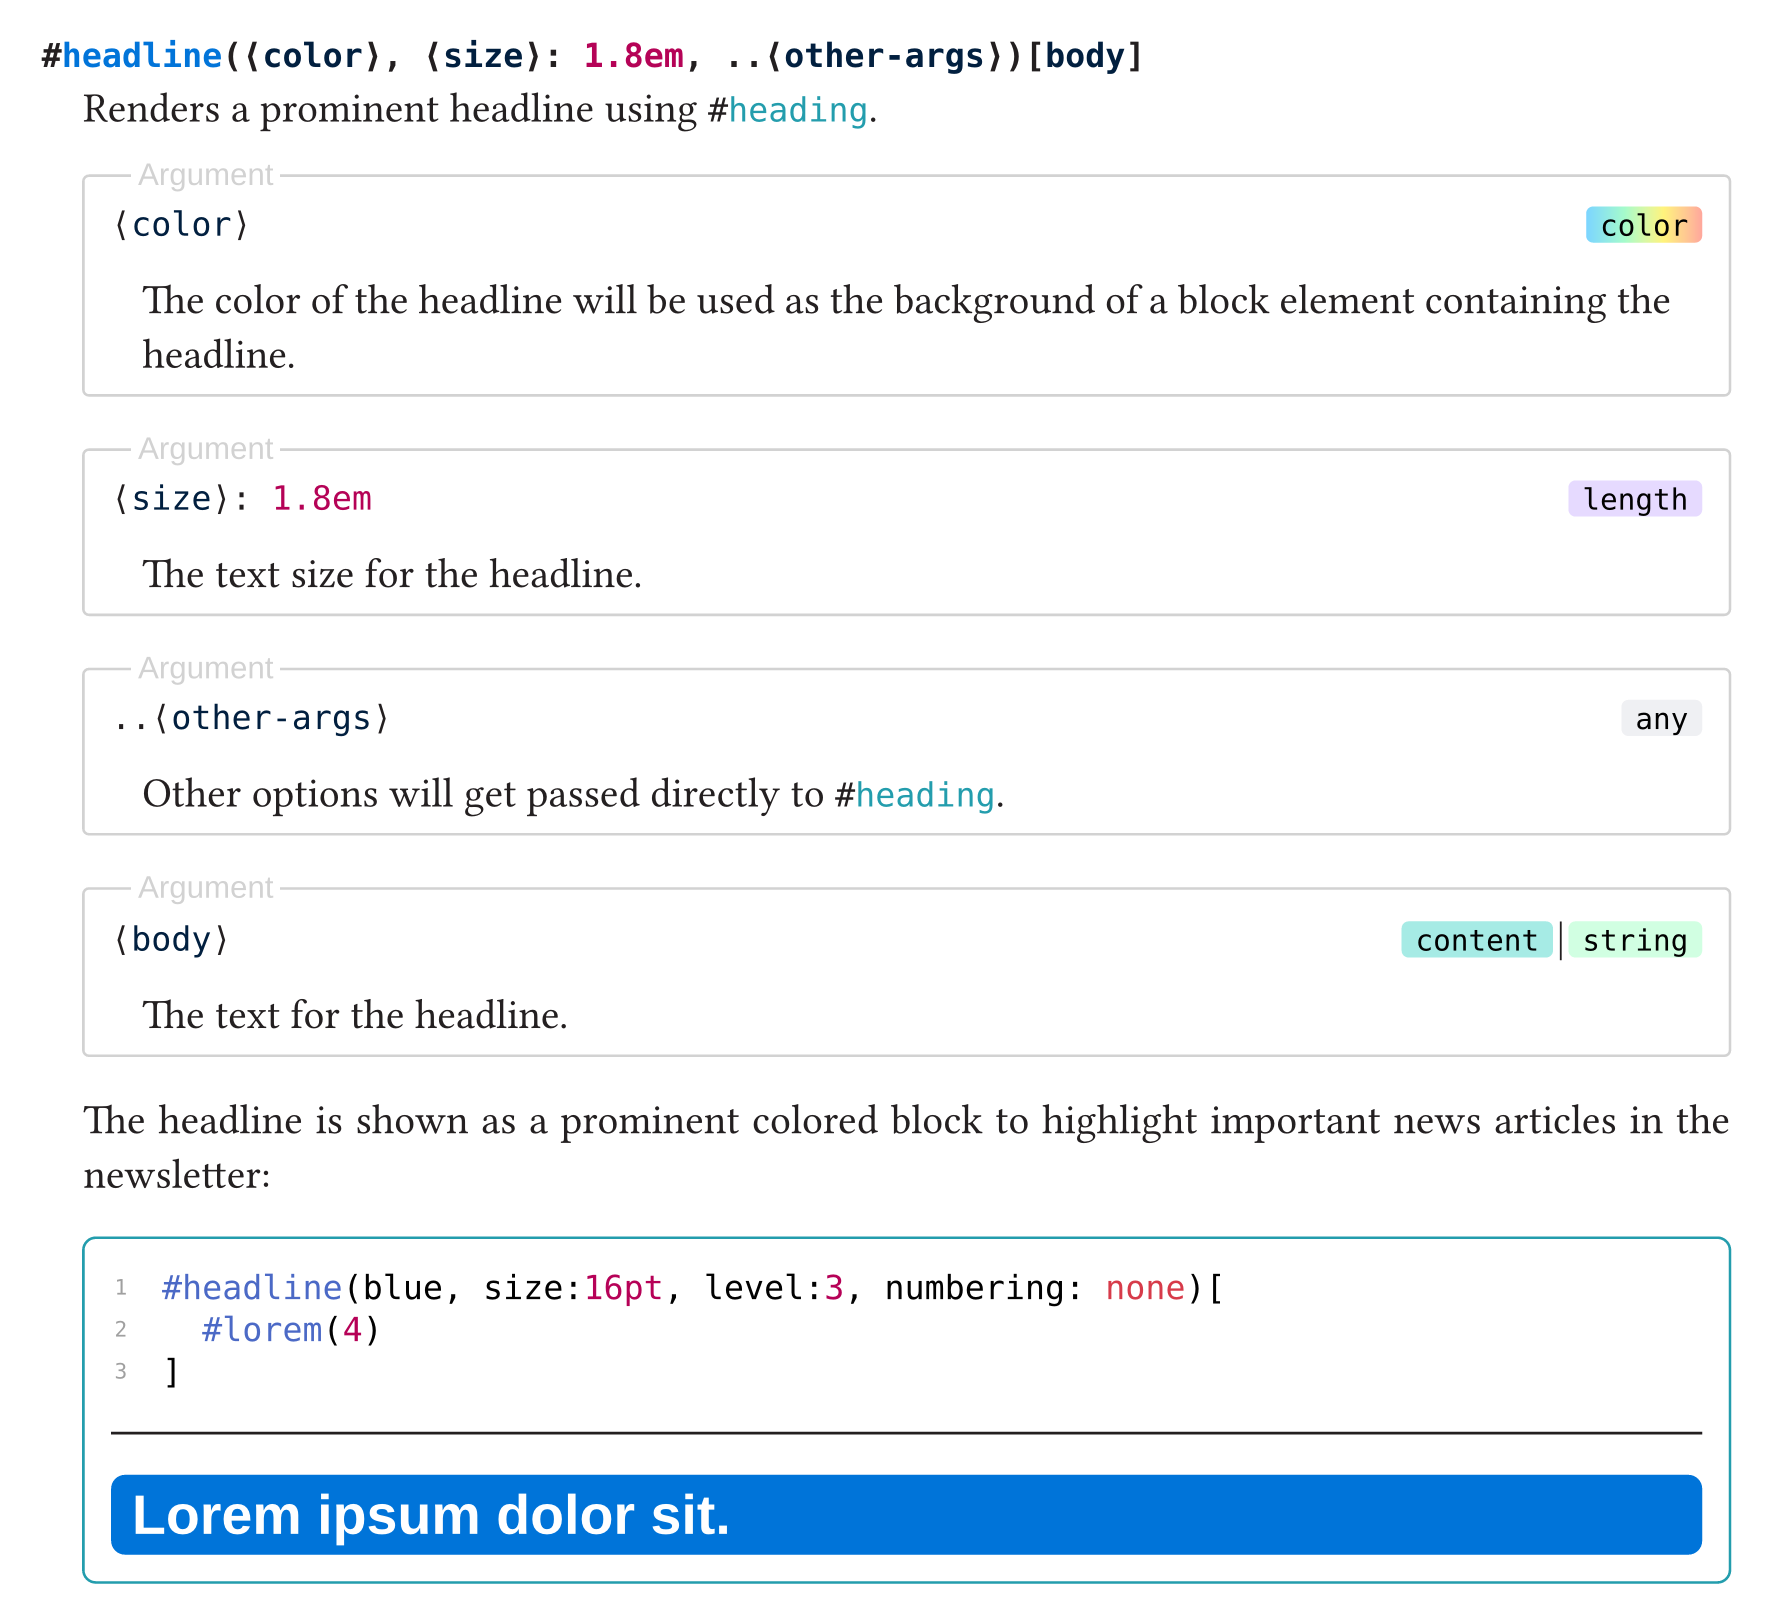 #headline(⟨color⟩, ⟨size⟩: 1.8em, ..⟨other-args⟩)[body]
Renders a prominent headline using #heading.
Argument
⟨color⟩ color
The color of the headline will be used as the background of a block element containing the
headline.
Argument
⟨size⟩: 1.8em length
The text size for the headline.
Argument
..⟨other-args⟩ any
Other options will get passed directly to #heading.
Argument
⟨body⟩ content|string
The text for the headline.
The headline is shown as a prominent colored block to highlight important news articles in the
newsletter:
1 #headline(blue, size:16pt, level:3, numbering: none)[
2   #lorem(4)
3 ]
Lorem ipsum dolor sit.